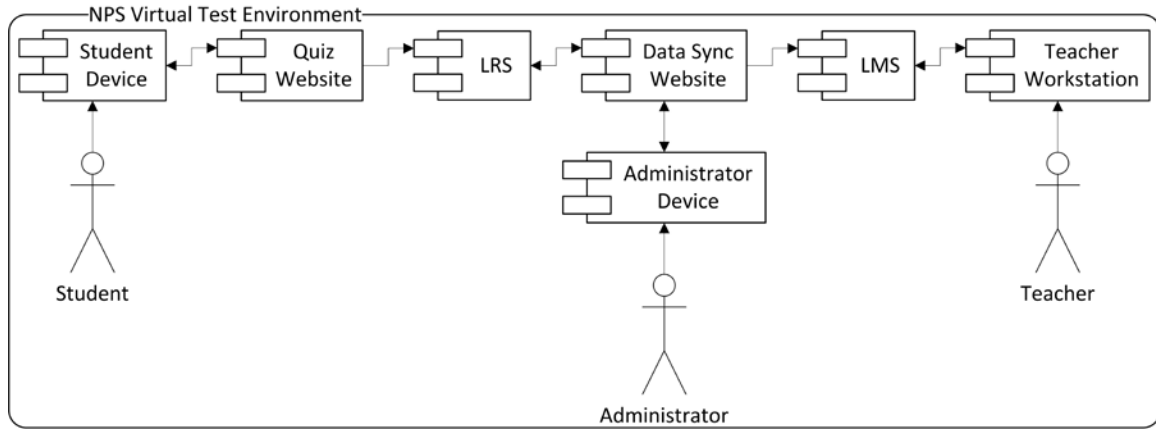 NPS Virtual Test Environment
Student
Device
Quiz
Website
LRS
Data Sync
Website
LMS
Teacher
Workstation
Administrator
Device
Student
Teacher
Administrator